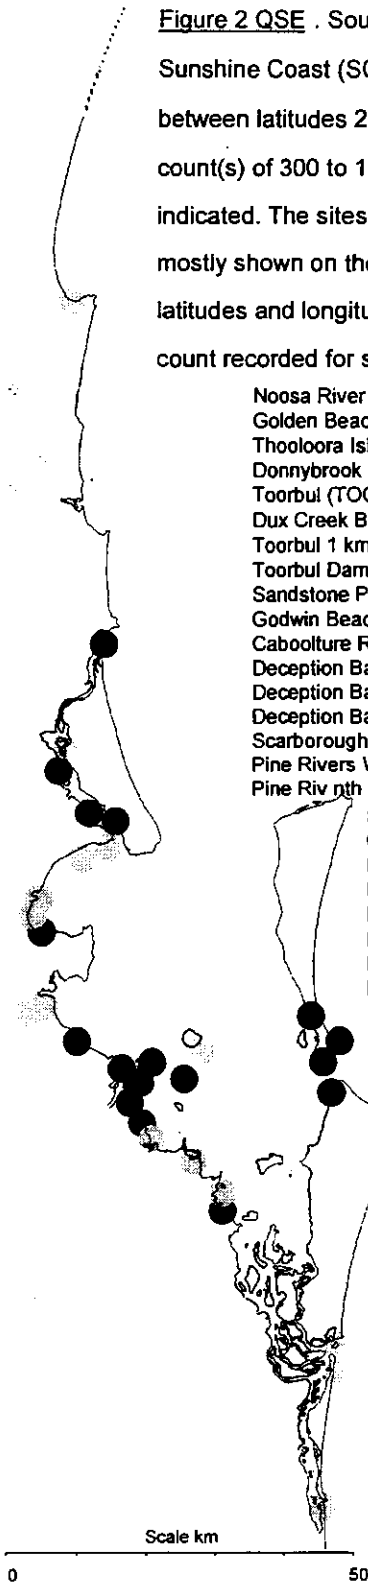 Figure 2 QSE . Sou
Sunshine Coast (SC
between latitudes 2
count(s) of 300 to 1
indicated. The sites
mostly shown on the
latitudes and longitu
count recorded for s
Noosa River
Golden Beac
Thooloora Isl
Donnybrook
Toorbul (TOO
Dux Creek B
Toorbul 1 km
Toorbul Dam
Sandstone P
Godwin Beac
Caboolture R
Deception Ba
Deception Ba
Deception Ba
Scarborough
Pine Rivers W
Pine Riv nth
Scale km
0
50